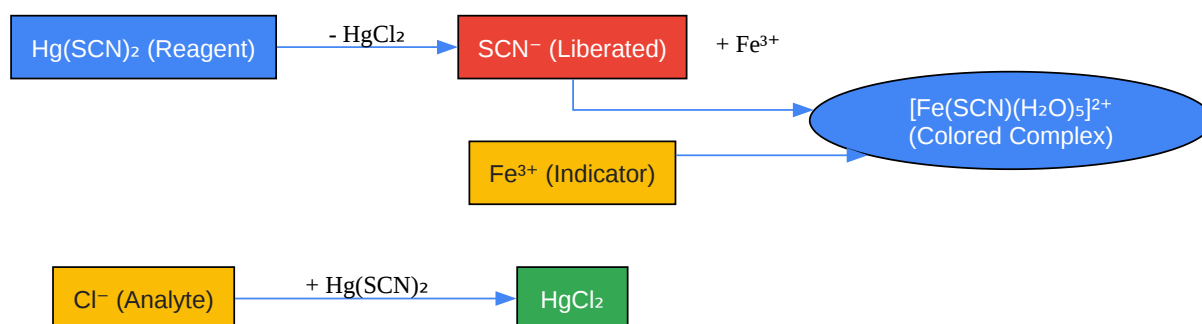 Hg(SCN)₂ (Reagent)
- HgCl₂
SCN⁻ (Liberated)
+ Fe³⁺
[Fe(SCN)(H₂O)₅]²⁺
(Colored Complex)
Fe³⁺ (Indicator)
Cl⁻ (Analyte)
+ Hg(SCN)₂
HgCl₂